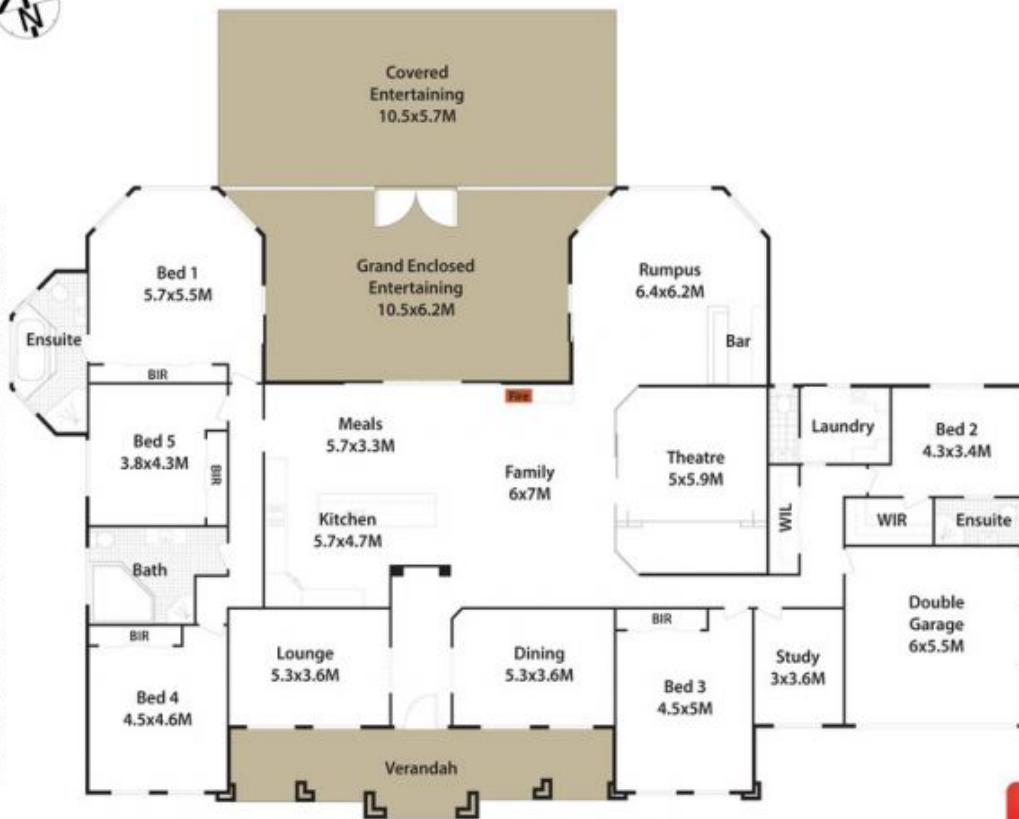 N
Covered
Entertaining
10.5x5.7M
Grand Enclosed
Entertaining
10.5x6.2M
Bed 1
5.7x5.5M
Rumpus
6.4x6.2M
Bar
Ensuite
BIR
Fire
Meals
5.7x3.3M
Bed 5
3.8x4.3M
BIR
Family
6x7M
Theatre
5x5.9M
Laundry
Bed 2
4.3x3.4M
Kitchen
5.7x4.7M
WIL
WIR
Ensuite
Bath
BIR
Bed 4
4.5x4.6M
Lounge
5.3x3.6M
Dining
5.3x3.6M
BIR
Bed 3
4.5x5M
Study
3x3.6M
Double
Garage
6x5.5M
Verandah